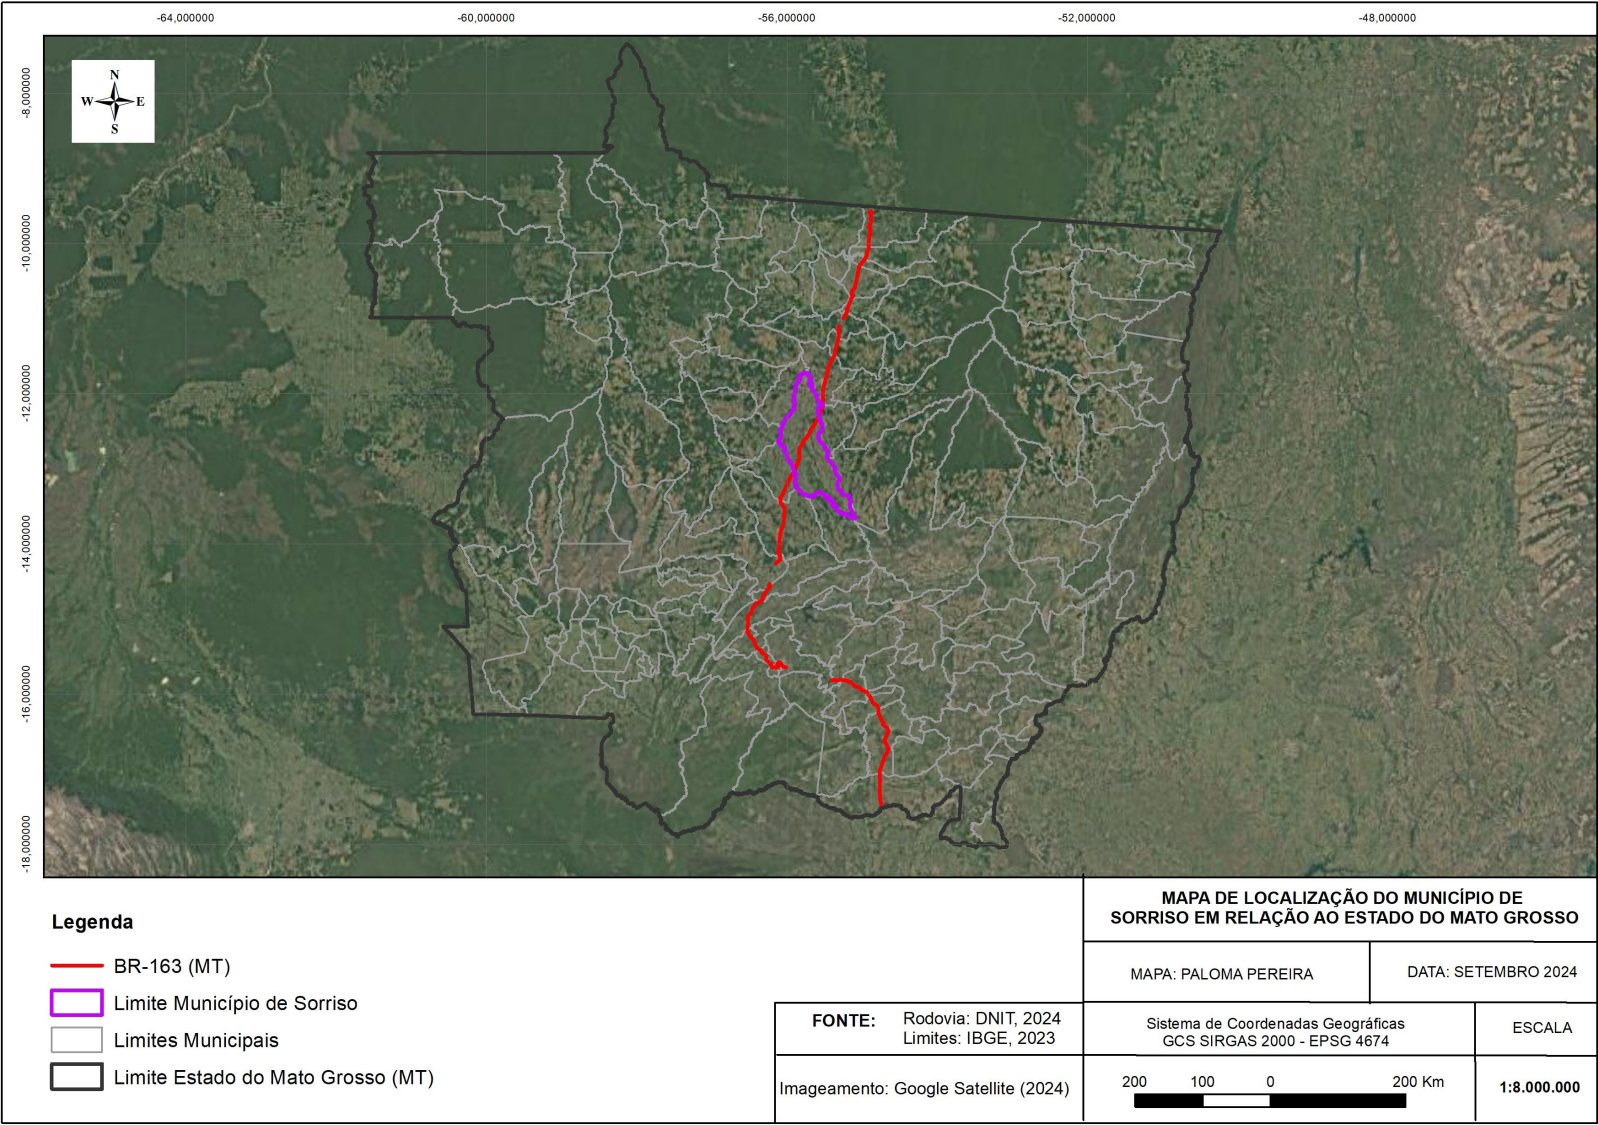 -64,000000
-60,000000
-56,000000
-52,000000
-48,000000
-8,000000
-10,000000
-12,000000
-14,000000
-16,000000
-18,000000
N
W
E
S
Legenda
BR-163 (MT)
Limite Município de Sorriso
Limites Municipais
Limite Estado do Mato Grosso (MT)
MAPA DE LOCALIZAÇÃO DO MUNICÍPIO DE
SORRISO EM RELAÇÃO AO ESTADO DO MATO GROSSO
MAPA: PALOMA PEREIRA
DATA: SETEMBRO 2024
FONTE:
Rodovia: DNIT, 2024
Limites: IBGE, 2023
Sistema de Coordenadas Geográficas
GCS SIRGAS 2000 - EPSG 4674
ESCALA
Imageamento: Google Satellite (2024)
200 100 0 200 Km
1:8.000.000